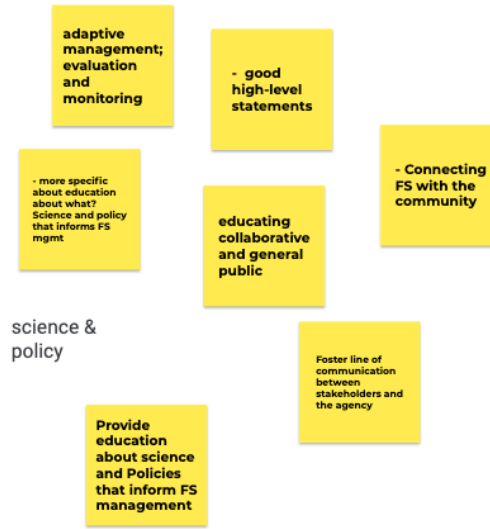 adaptive
management;
evaluation
and
monitoring
- good
high-level
statements
- Connecting
FS with the
community
- more specific
about education
about what?
Science and policy
that informs FS
mgmt
educating
collaborative
and general
public
science &
policy
Foster line of
communication
between
stakeholders and
the agency
Provide
education
about science
and Policies
that inform FS
management